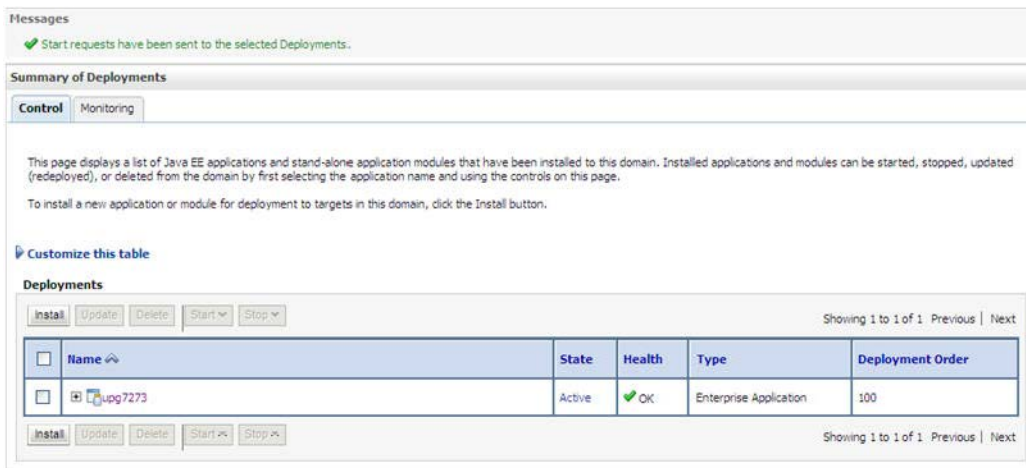 Messages
Start requests have been sent to the selected Deployments.
Summary of Deployments
Control Monitoring
This page displays a list of Java EE applications and stand-alone application modules that have been installed to this domain. Installed applications and modules can be started, stopped, updated
(redeployed), or deleted from the domain by first selecting the application name and using the controls on this page.
To install a new application or module for deployment to targets in this domain, click the Install button.
Customize this table
Deployments
Install Update Delete Start Stop Showing 1 to 1 of 1 Previous | Next
Name State Health Type Deployment Order
upg7273 Active OK Enterprise Application 100
Install Update Delete Start Stop Showing 1 to 1 of 1 Previous | Next